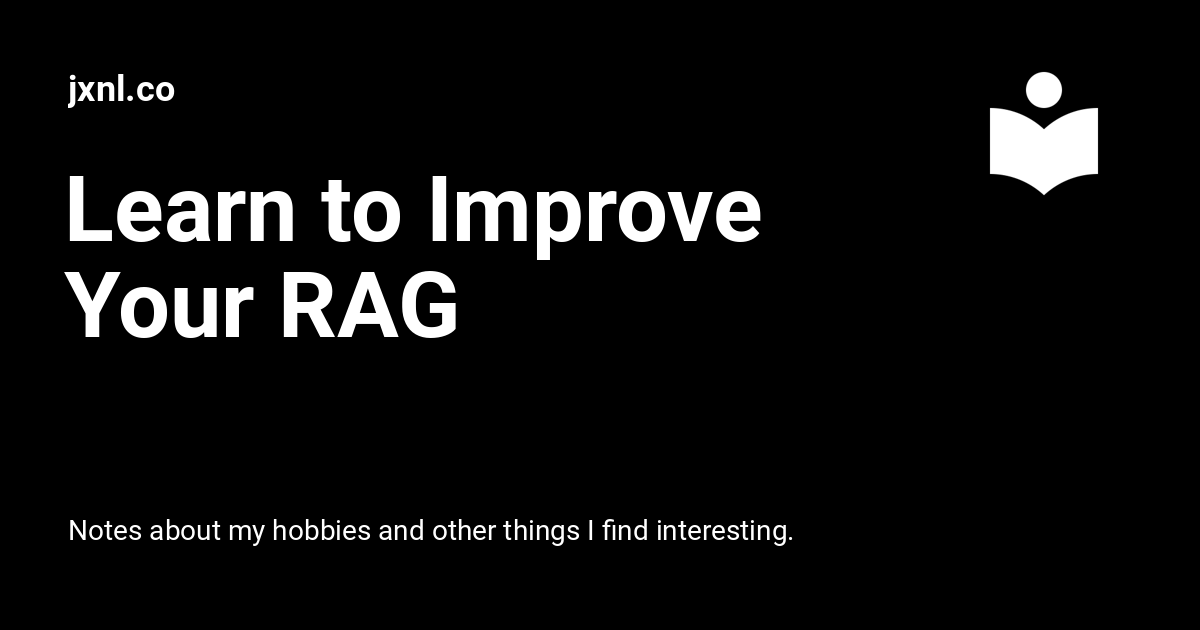 jxnl.co
Learn to Improve
Your RAG
Notes about my hobbies and other things I find interesting.